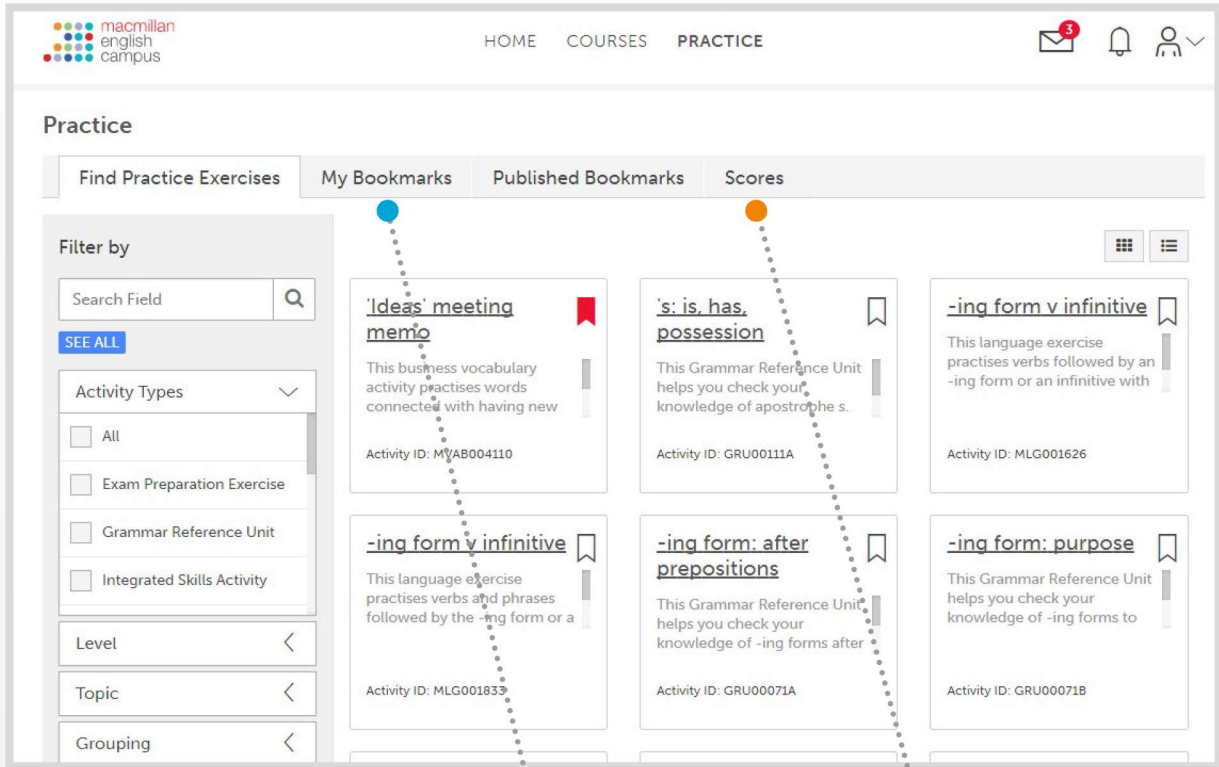 macmillan
english
campus
HOME COURSES PRACTICE
3
Practice
Find Practice Exercises My Bookmarks Published Bookmarks Scores
Filter by
Search Field
SEE ALL
Activity Types
All
Exam Preparation Exercise
Grammar Reference Unit
Integrated Skills Activity
Level
Topic
Grouping
'Ideas' meeting
memo
This business vocabulary
activity practises words
connected with having new
Activity ID: MVAB004110
's: is, has,
possession
This Grammar Reference Unit
helps you check your
knowledge of apostrophe s.
Activity ID: GRU00111A
-ing form v infinitive
This language exercise
practises verbs followed by an
-ing form or an infinitive with
Activity ID: MLG001626
-ing form v infinitive
This language exercise
practises verbs and phrases
followed by the -ing form or a
Activity ID: MLG001833
-ing form: after
prepositions
This Grammar Reference Unit
helps you check your
knowledge of -ing forms after
Activity ID: GRU00071A
-ing form: purpose
This Grammar Reference Unit
helps you check your
knowledge of -ing forms to
Activity ID: GRU00071B